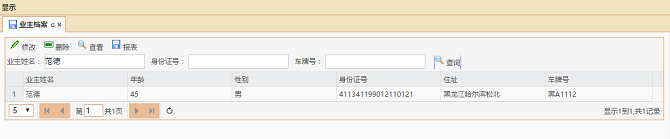 显示
业主档案
修改 删除 查看 报表
业主姓名： 范德 身份证号： 车牌号： 查询
业主姓名 年龄 性别 身份证号 住址 车牌号
1 范德 45 男 411341199012110121 黑龙江哈尔滨松北 黑A1112
5 第 1 共1页 显示1到1,共1记录